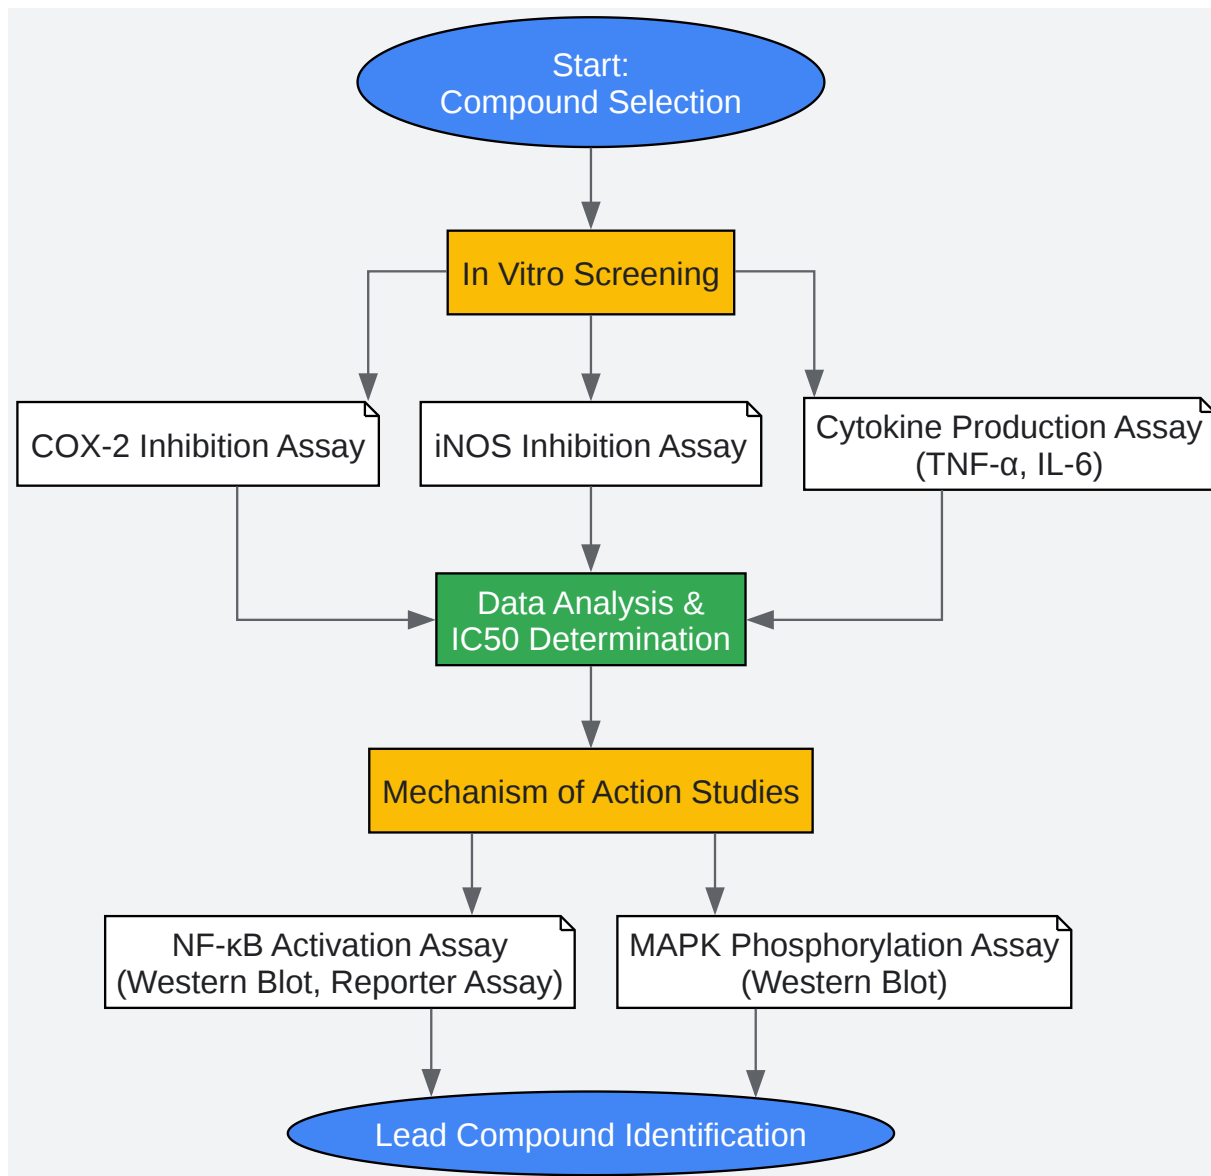 Start:
Compound Selection
In Vitro Screening
COX-2 Inhibition Assay
iNOS Inhibition Assay
Cytokine Production Assay
(TNF-α, IL-6)
Data Analysis &
IC50 Determination
Mechanism of Action Studies
NF-κB Activation Assay
(Western Blot, Reporter Assay)
MAPK Phosphorylation Assay
(Western Blot)
Lead Compound Identification